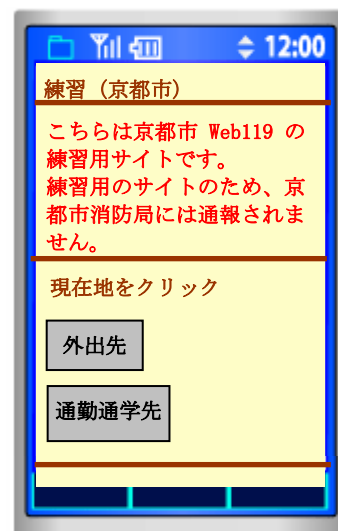 12:00
練習（京都市）
こちらは京都市 Web119 の
練習用サイトです。
練習用のサイトのため、京
都市消防局には通報されま
せん。
現在地をクリック
外出先
通勤通学先